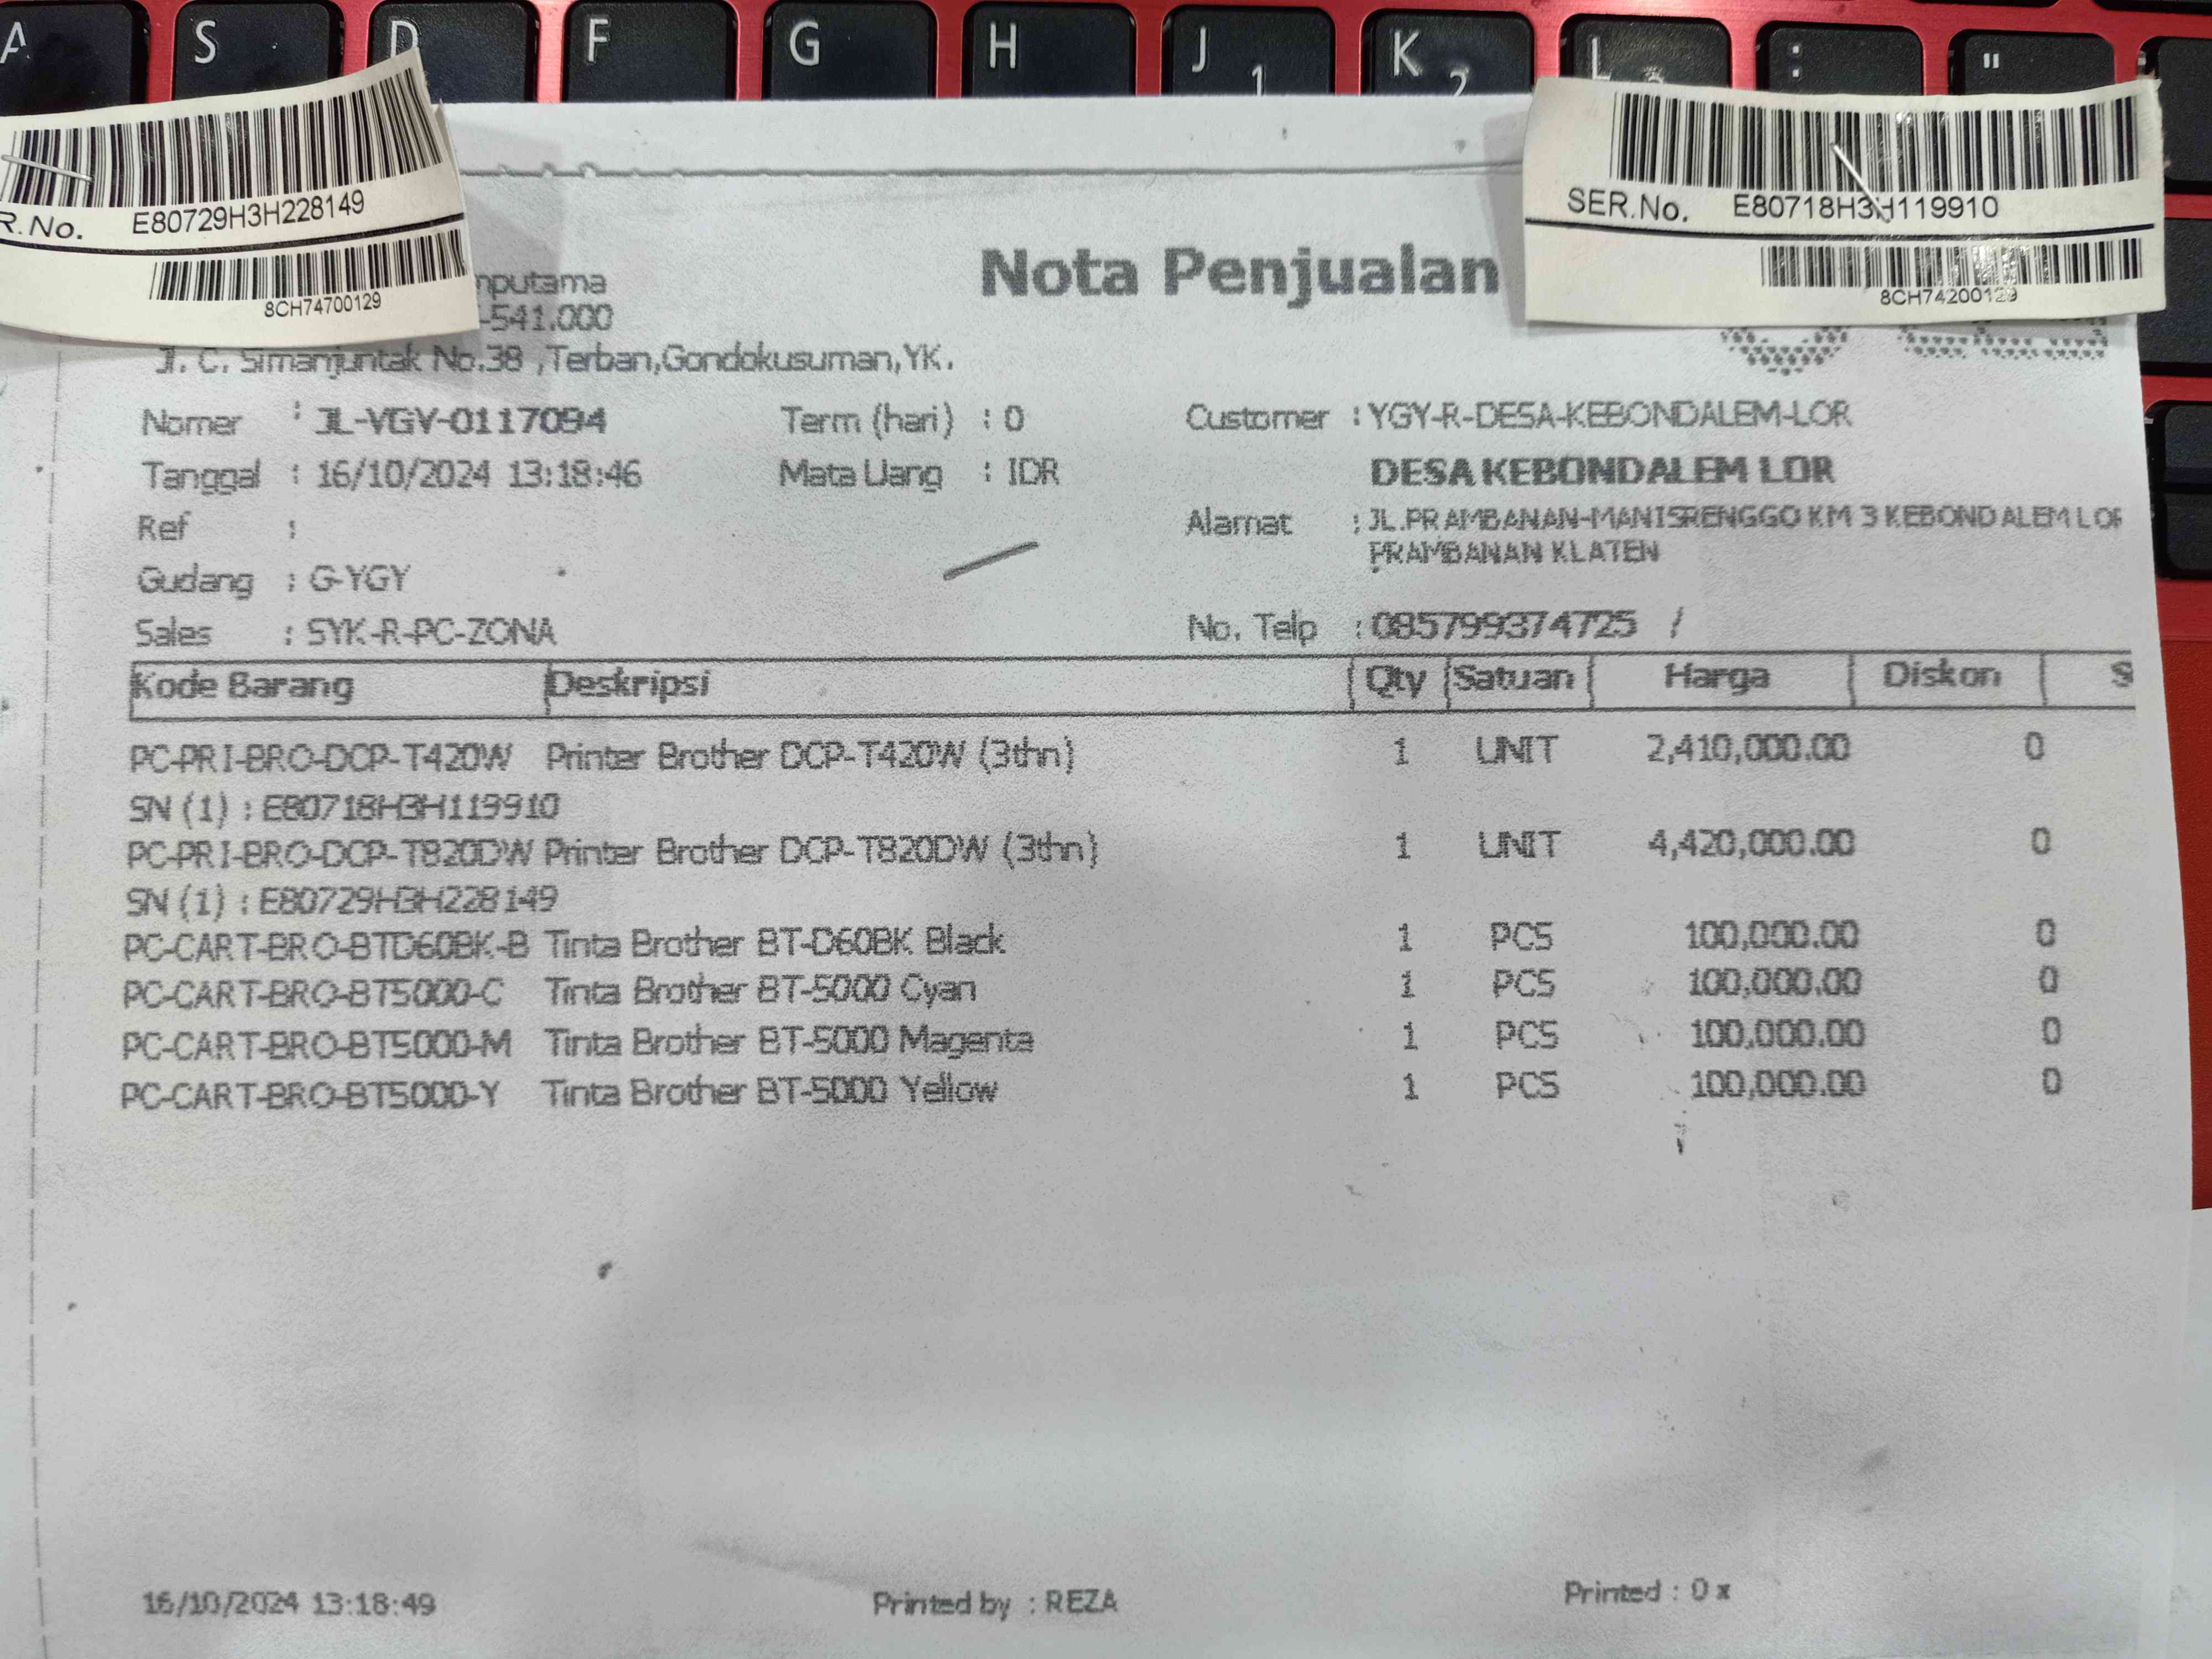 A S D F G H J 1 K 2 L : "
R.No. E80729H3H228149
8CH74700129
SER.No. E80718H3H119910
8CH74200129
Nota Penjualan
mputama
-541.000
Jl. C. Simanjuntak No.38 ,Terban,Gondokusuman,YK.
Nomer : JL-VGV-0117094 Term (hari) : 0 Customer : YGY-R-DESA-KEBONDALEM-LOR
Tanggal : 16/10/2024 13:18:46 Mata Uang : IDR DESA KEBONDALEM LOR
Ref : Alamat : JL.PRAMBANAN-MANISRENGGO KM 3 KEBONDALEM LOR
PRAMBANAN KLATEN
Gudang : G-YGY
Sales : SYK-R-PC-ZONA No. Telp : 085799374725 /
Kode Barang Deskripsi Qty Satuan Harga Diskon S
PC-PRI-BRO-DCP-T420W Printer Brother DCP-T420W (3thn) 1 UNIT 2,410,000.00 0
SN (1) : E80718H3H119910
PC-PRI-BRO-DCP-T820DW Printer Brother DCP-T820DW (3thn) 1 UNIT 4,420,000.00 0
SN (1) : E80729H3H228149
PC-CART-BRO-BTD60BK-B Tinta Brother BT-D60BK Black 1 PCS 100,000.00 0
PC-CART-BRO-BT5000-C Tinta Brother BT-5000 Cyan 1 PCS 100,000.00 0
PC-CART-BRO-BT5000-M Tinta Brother BT-5000 Magenta 1 PCS 100,000.00 0
PC-CART-BRO-BT5000-Y Tinta Brother BT-5000 Yellow 1 PCS 100,000.00 0
16/10/2024 13:18:49 Printed by : REZA Printed : 0 x